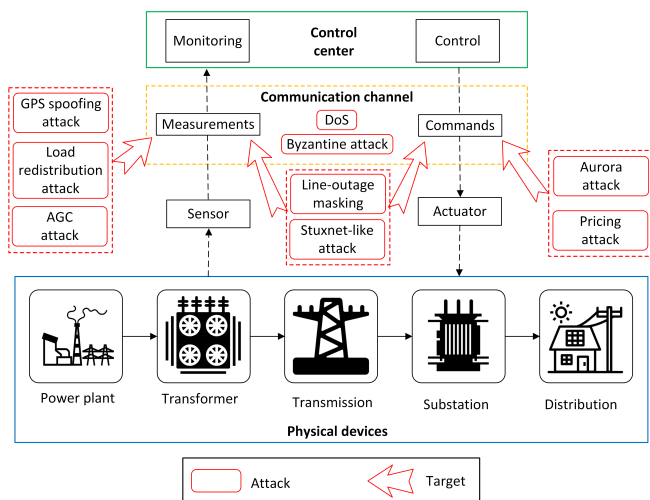 Monitoring
Control
center
Control
Communication channel
GPS spoofing
attack
Load
redistribution
attack
AGC
attack
Measurements
DoS
Byzantine attack
Commands
Line-outage
masking
Stuxnet-like
attack
Aurora
attack
Pricing
attack
Sensor
Actuator
Power plant
Transformer
Transmission
Substation
Distribution
Physical devices
Attack
Target